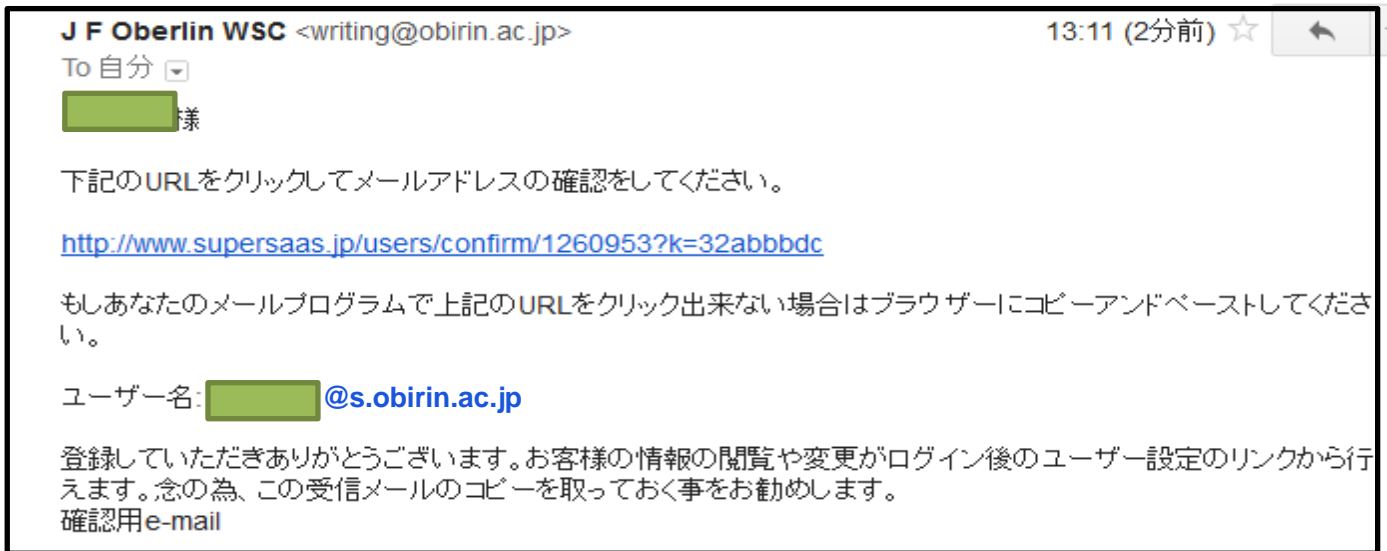 J F Oberlin WSC <writing@obirin.ac.jp> 13:11 (2分前)
To 自分
様
下記のURLをクリックしてメールアドレスの確認をしてください。
http://www.supersaas.jp/users/confirm/1260953?k=32abbbdc
もしあなたのメールプログラムで上記のURLをクリック出来ない場合はブラウザーにコピーアンドペーストしてくださ
い。
ユーザー名: @s.obirin.ac.jp
登録していただきありがとうございます。お客様の情報の閲覧や変更がログイン後のユーザー設定のリンクから行
えます。念の為、この受信メールのコピーを取っておく事をお勧めします。
確認用e-mail